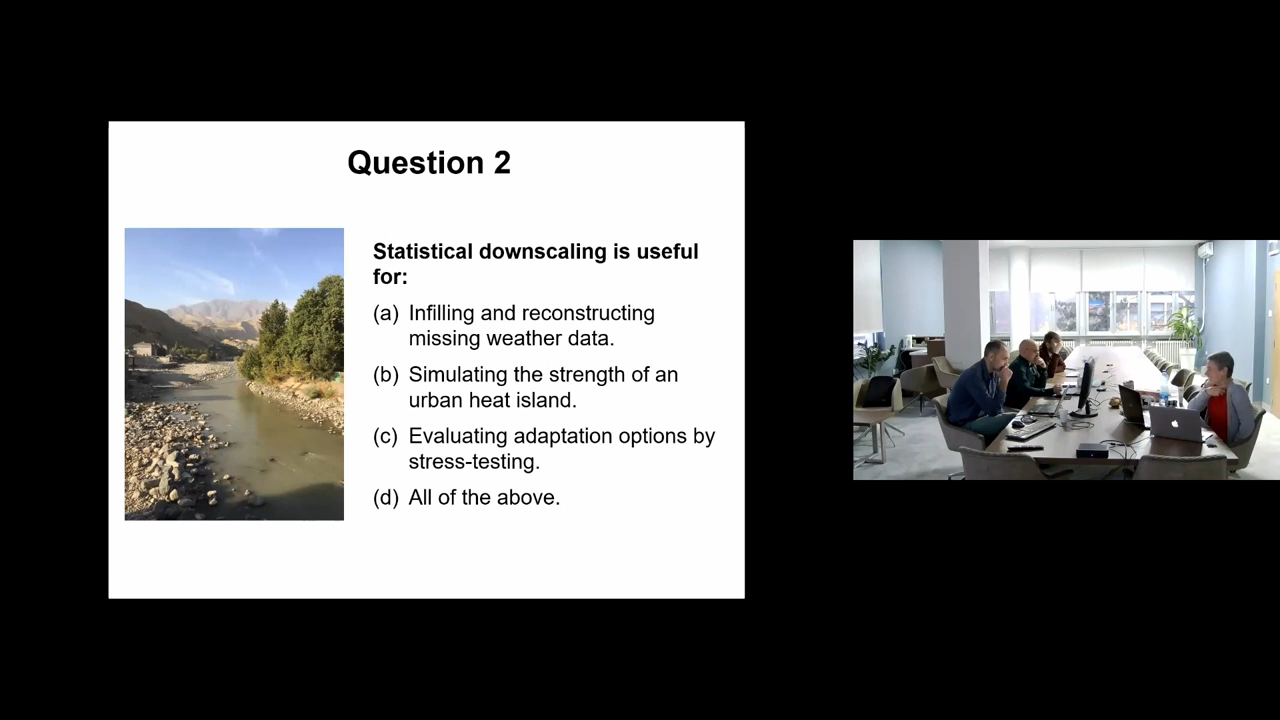 Question 2
Statistical downscaling is useful
for:
(a) Infilling and reconstructing
missing weather data.
(b) Simulating the strength of an
urban heat island.
(c) Evaluating adaptation options by
stress-testing.
(d) All of the above.